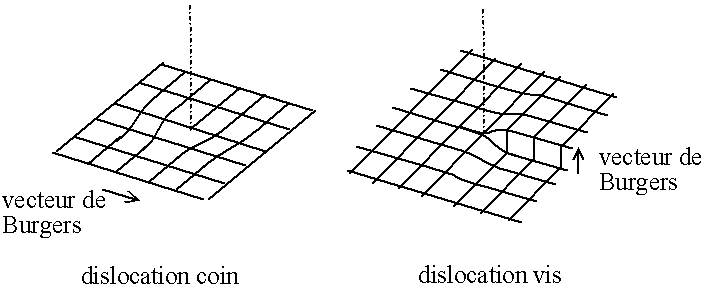 vecteur de
Burgers
vecteur de
Burgers
dislocation coin
dislocation vis